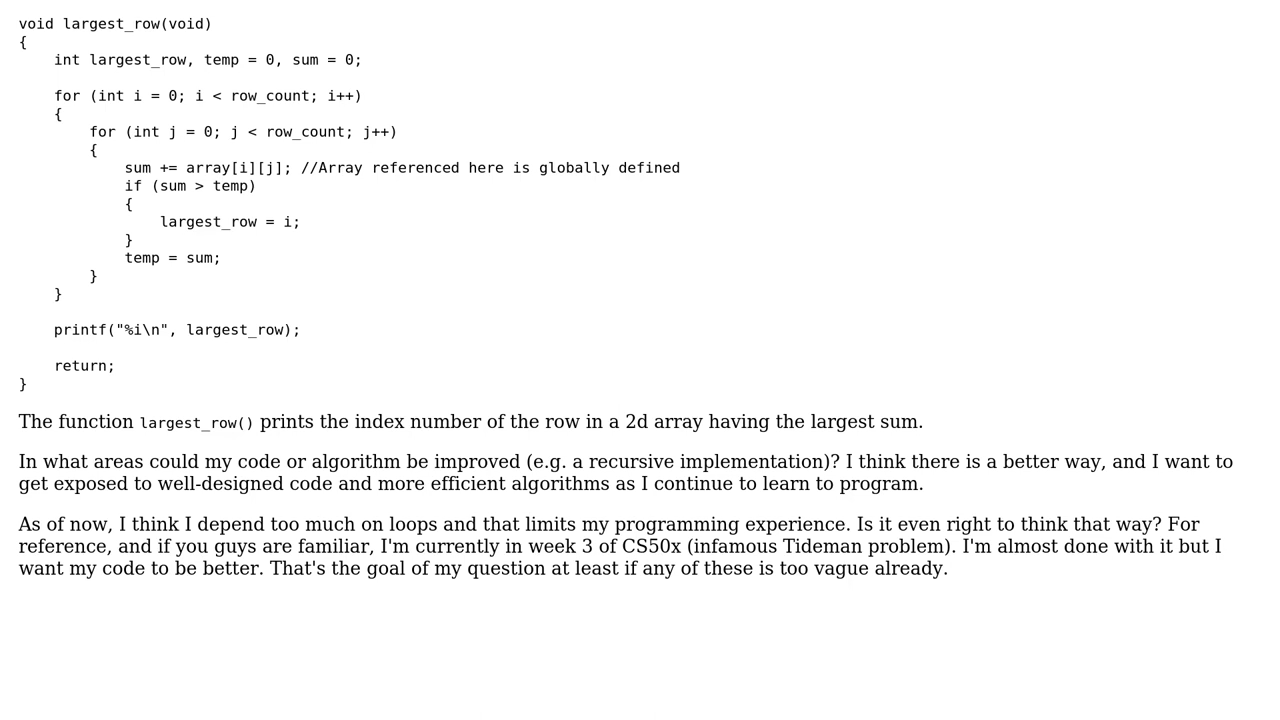 void largest_row(void)
{
    int largest_row, temp = 0, sum = 0;

    for (int i = 0; i < row_count; i++)
    {
        for (int j = 0; j < row_count; j++)
        {
            sum += array[i][j]; //Array referenced here is globally defined
            if (sum > temp)
            {
                largest_row = i;
            }
            temp = sum;
        }
    }

    printf("%i\n", largest_row);

    return;
}
The function largest_row() prints the index number of the row in a 2d array having the largest sum.
In what areas could my code or algorithm be improved (e.g. a recursive implementation)? I think there is a better way, and I want to
get exposed to well-designed code and more efficient algorithms as I continue to learn to program.
As of now, I think I depend too much on loops and that limits my programming experience. Is it even right to think that way? For
reference, and if you guys are familiar, I'm currently in week 3 of CS50x (infamous Tideman problem). I'm almost done with it but I
want my code to be better. That's the goal of my question at least if any of these is too vague already.